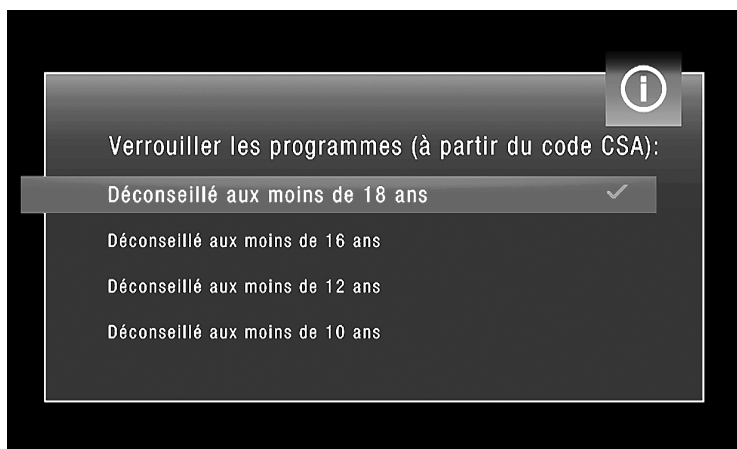 Verrouiller les programmes (à partir du code CSA):
Déconseillé aux moins de 18 ans
Déconseillé aux moins de 16 ans
Déconseillé aux moins de 12 ans
Déconseillé aux moins de 10 ans